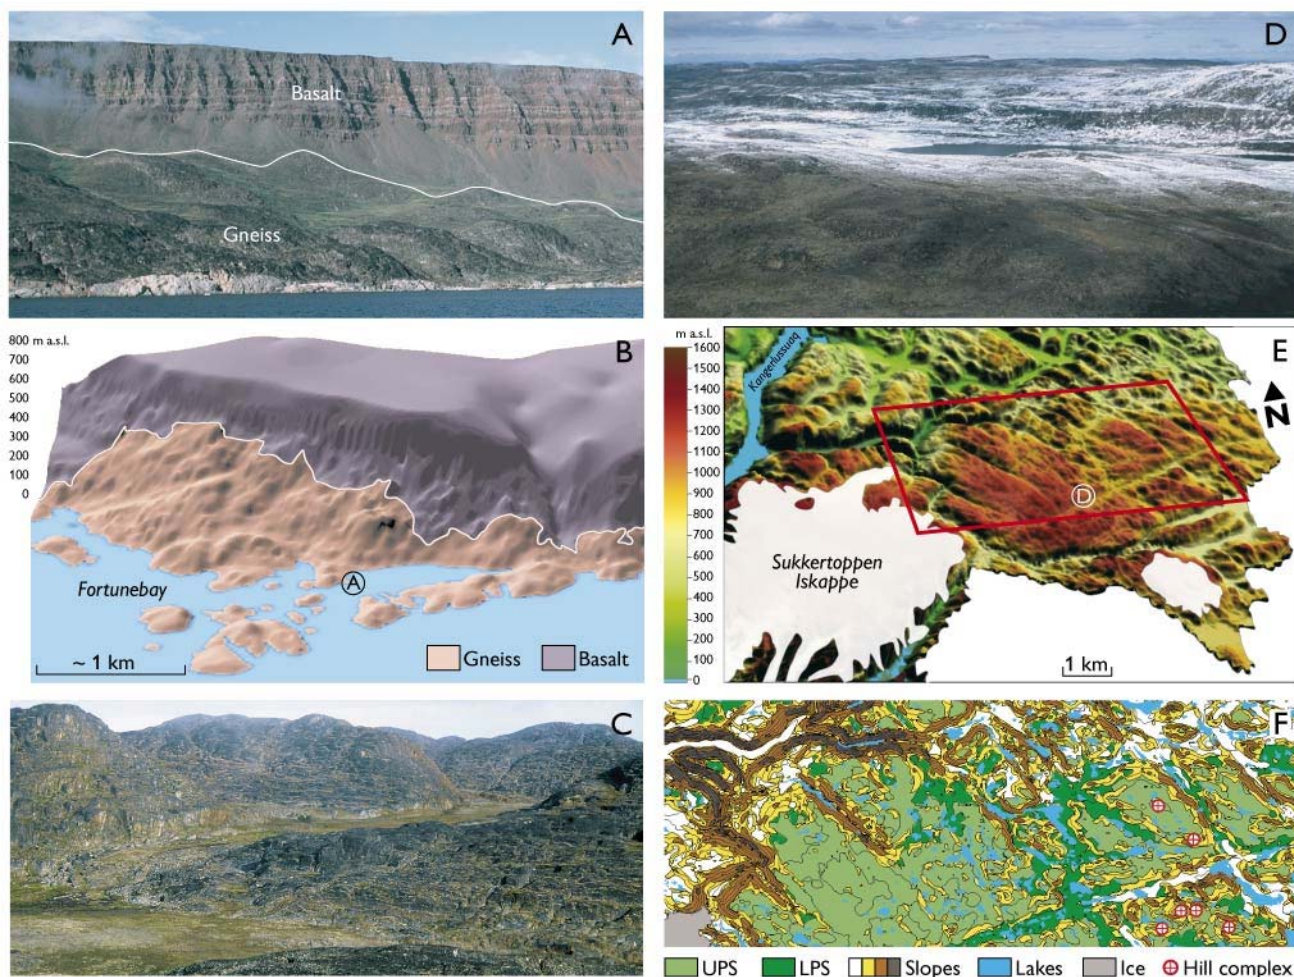 A
Basalt
Gneiss
800 m a.s.l.
700
600
500
400
300
200
100
0
B
Fortunebay
A
~ 1 km
Gneiss
Basalt
C
D
m a.s.l.
1600
1500
1400
1300
1200
1100
1000
900
800
700
600
500
400
300
200
100
0
E
Kangerlussuaq
N
D
Sukkertoppen
Iskappe
1 km
F
UPS
LPS
Slopes
Lakes
Ice
Hill complex